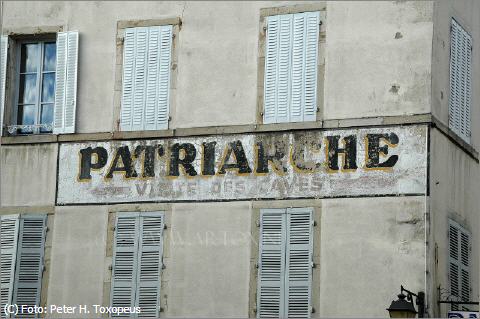 PATRIARCHE
VISITE DES CAVES
(C) Foto: Peter H. Toxopeus